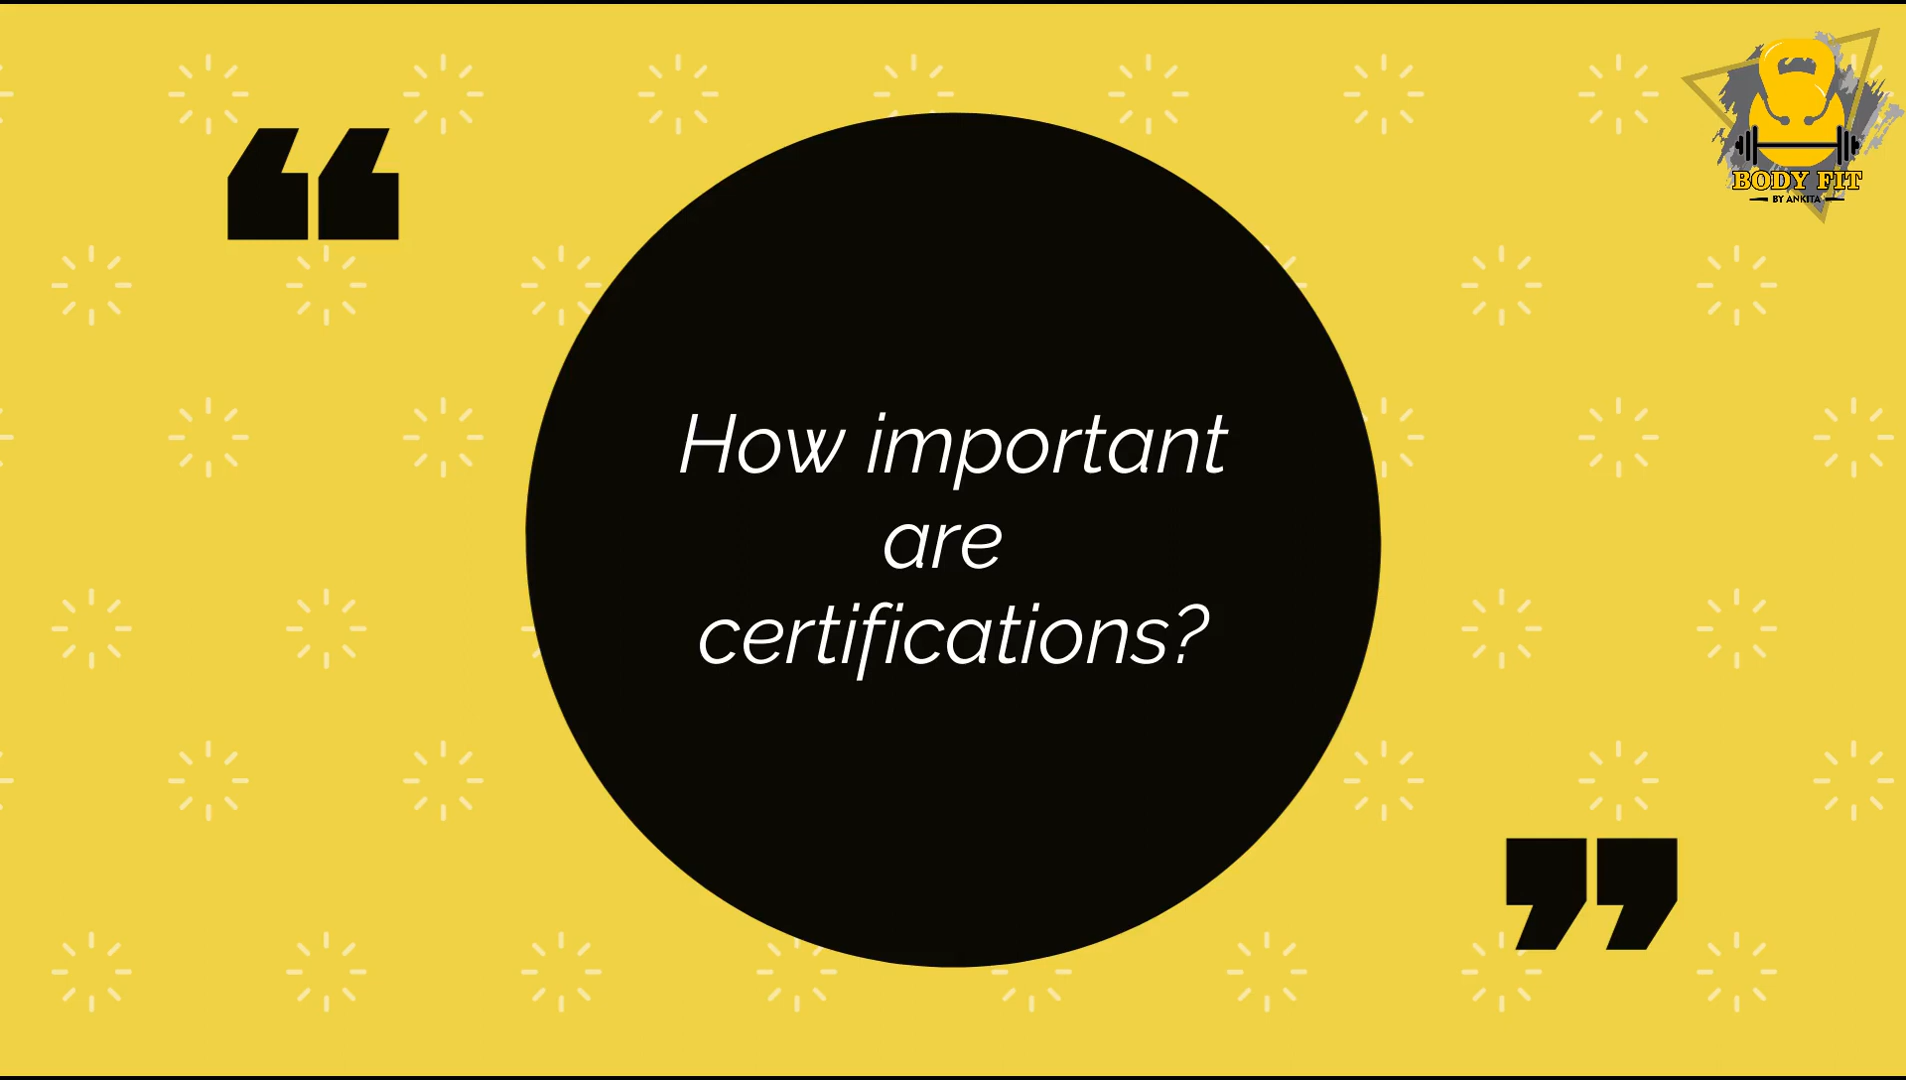 BODY FIT
BY ANKITA
“
How important
are
certifications?
”